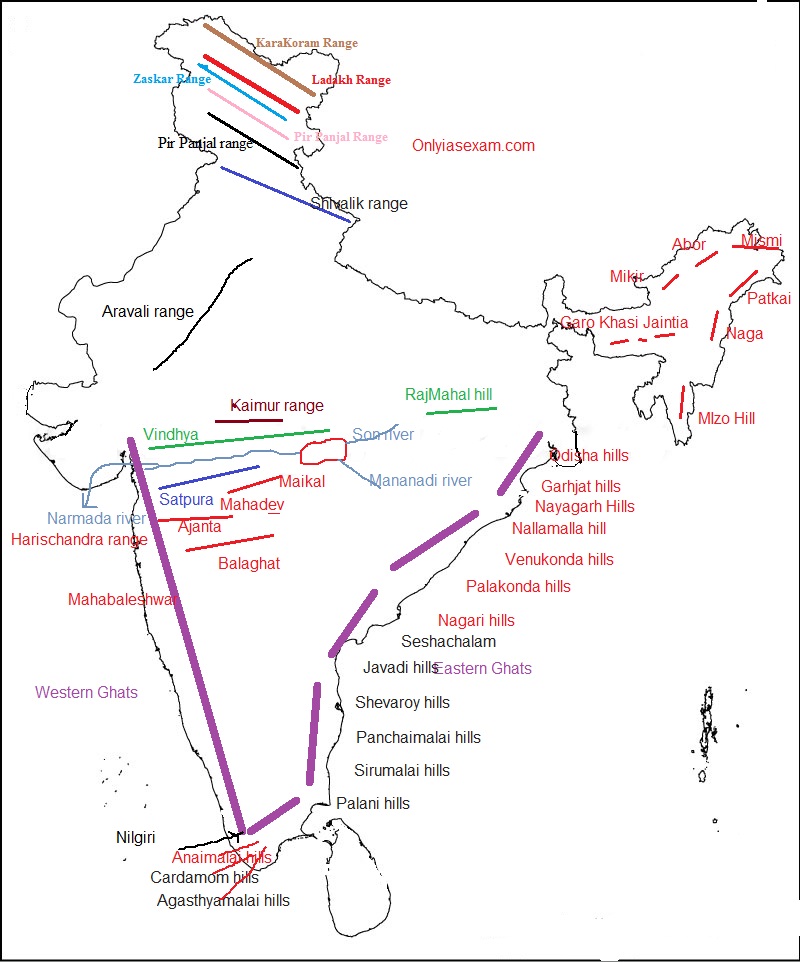 KaraKoram Range
Zaskar Range
Ladakh Range
Pir Panjal Range
Pir Panjal range
Onlyiasexam.com
Shivalik range
Abor
Mismi
Mikir
Patkai
Aravali range
Garo Khasi Jaintia
Naga
RajMahal hill
Kaimur range
MIzo Hill
Vindhya
Son river
Odisha hills
Maikal
Mananadi river
Garhjat hills
Satpura
Mahadev
Nayagarh Hills
Narmada river
Ajanta
Nallamalla hill
Harischandra range
Balaghat
Venukonda hills
Palakonda hills
Mahabaleshwar
Nagari hills
Seshachalam
Javadi hills
Eastern Ghats
Western Ghats
Shevaroy hills
Panchaimalai hills
Sirumalai hills
Palani hills
Nilgiri
Anaimalai hills
Cardamom hills
Agasthyamalai hills